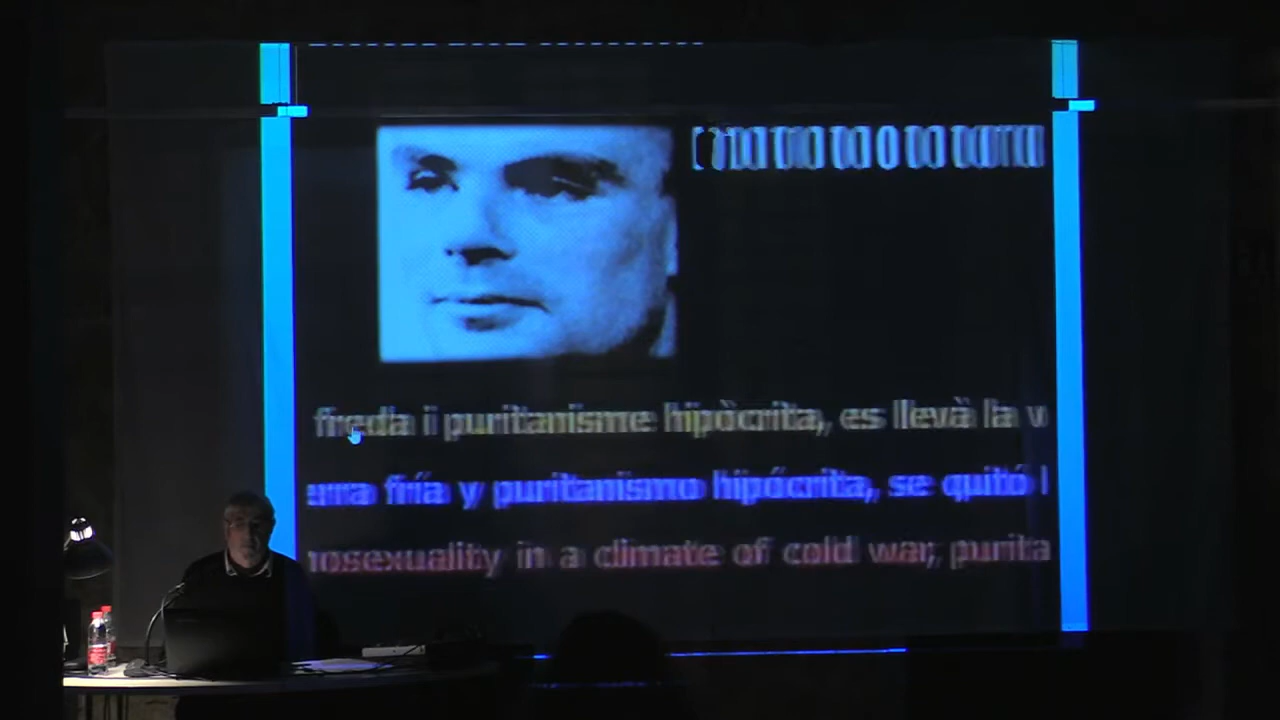 freda i puritanisme hipòcrita, es llevà la v
erra fría y puritanismo hipócrita, se quitó l
mosexuality in a climate of cold war, purita